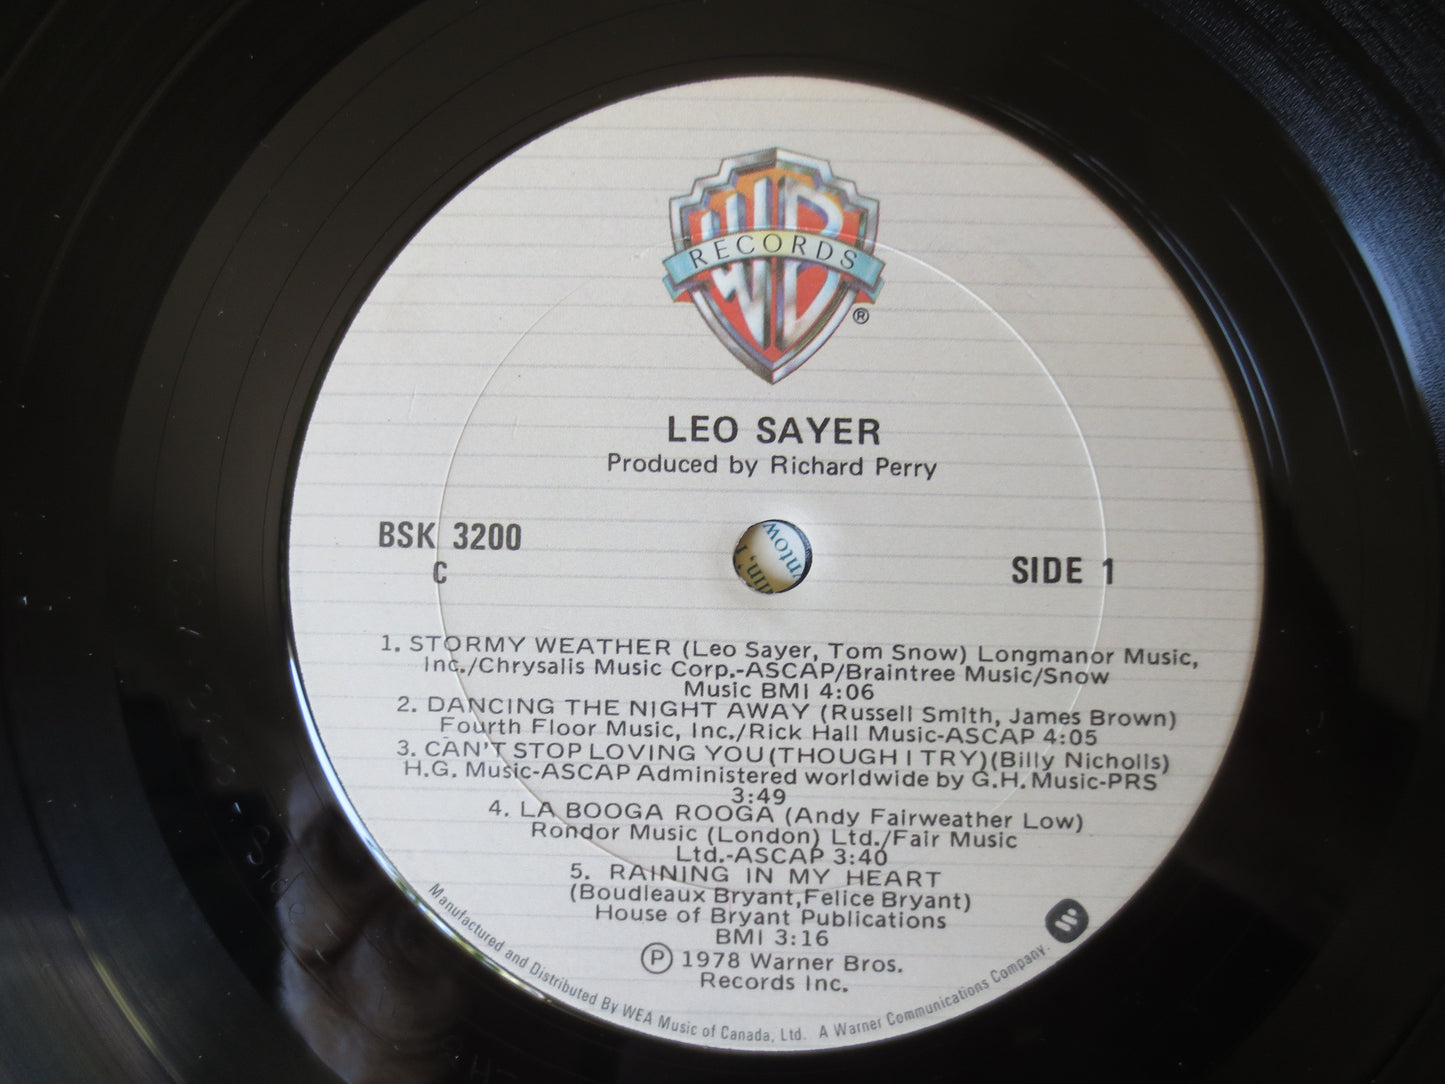 WB
RECORDS
®
LEO SAYER
Produced by Richard Perry
BSK 3200
C
SIDE 1
1. STORMY WEATHER (Leo Sayer, Tom Snow) Longmanor Music,
Inc./Chrysalis Music Corp.-ASCAP/Braintree Music/Snow
Music BMI 4:06
2. DANCING THE NIGHT AWAY (Russell Smith, James Brown)
Fourth Floor Music, Inc./Rick Hall Music-ASCAP 4:05
3. CAN'T STOP LOVING YOU (THOUGH I TRY) (Billy Nicholls)
H.G. Music-ASCAP Administered worldwide by G.H. Music-PRS
3:49
4. LA BOOGA ROOGA (Andy Fairweather Low)
Rondor Music (London) Ltd./Fair Music
Ltd.-ASCAP 3:40
5. RAINING IN MY HEART
(Boudleaux Bryant, Felice Bryant)
House of Bryant Publications
BMI 3:16
℗ 1978 Warner Bros.
Records Inc.
Manufactured and Distributed By WEA Music of Canada, Ltd. A Warner Communications Company.